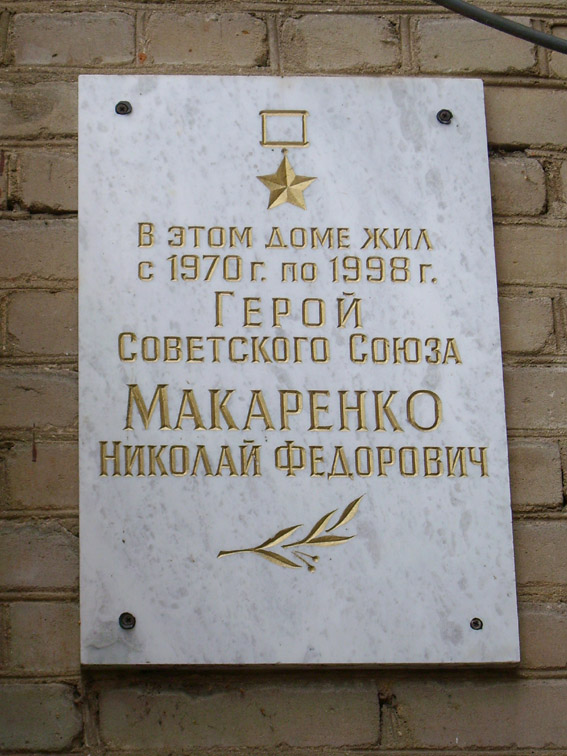 В ЭТОМ ДОМЕ ЖИЛ
С 1970 Г. ПО 1998 Г.
ГЕРОЙ
СОВЕТСКОГО СОЮЗА
МАКАРЕНКО
НИКОЛАЙ ФЕДОРОВИЧ